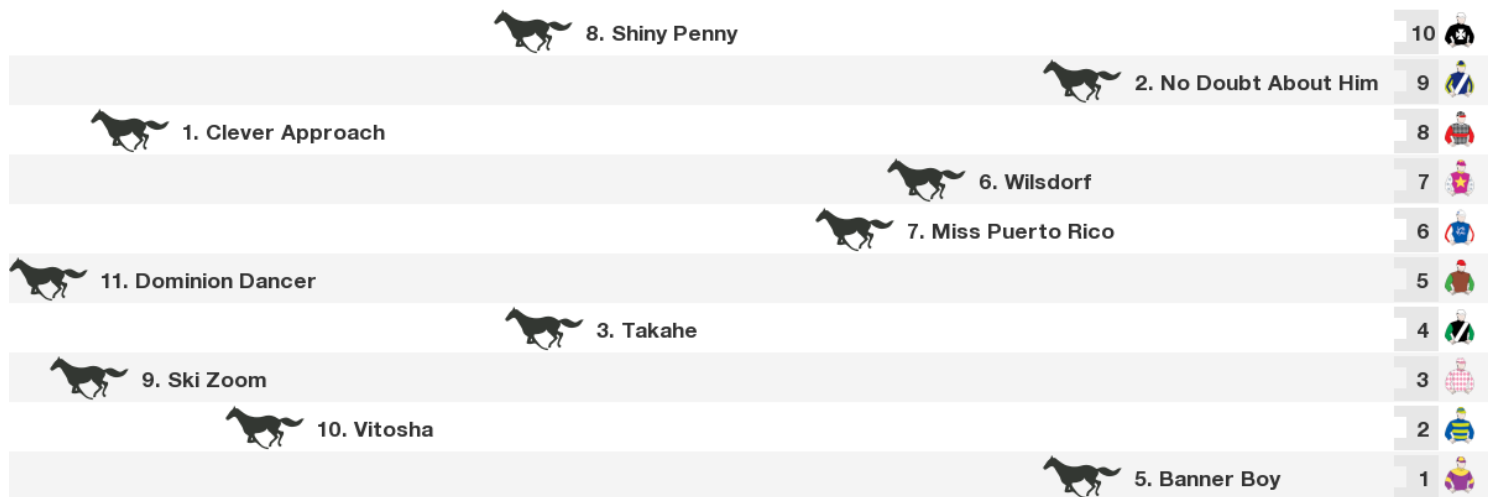 8. Shiny Penny 10
2. No Doubt About Him 9
1. Clever Approach 8
6. Wilsdorf 7
7. Miss Puerto Rico 6
11. Dominion Dancer 5
3. Takahe 4
9. Ski Zoom 3
10. Vitosha 2
5. Banner Boy 1